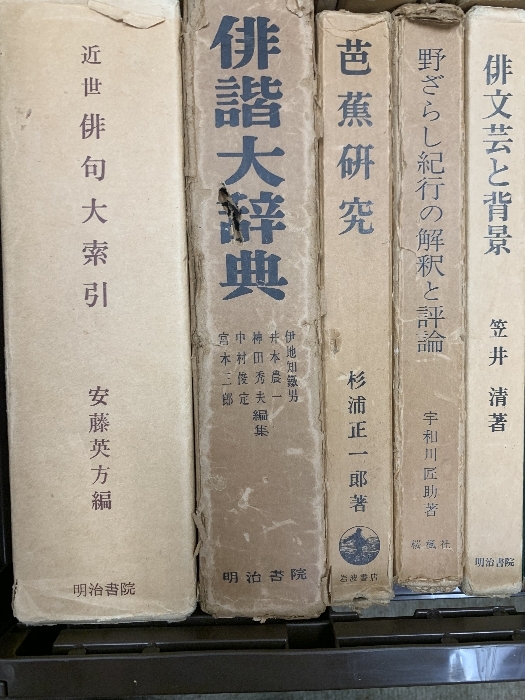 近世俳句大索引
安藤英方編
明治書院
俳諧大辞典
伊地知鐵男
井本農一
神田秀夫
中村俊定
宮本三郎
編集
明治書院
芭蕉研究
杉浦正一郎著
岩波書店
野ざらし紀行の解釈と評論
宇和川匠助著
桜楓社
俳文芸と背景
笠井清著
明治書院